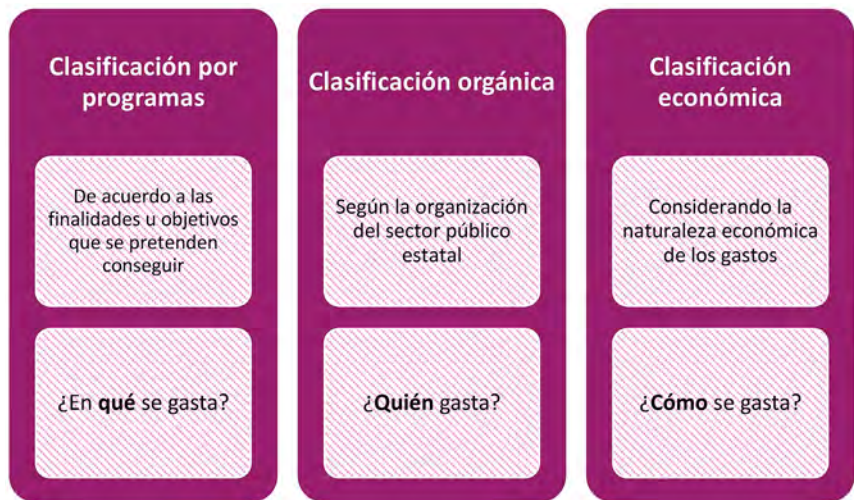 Clasificación por
programas
De acuerdo a las
finalidades u objetivos
que se pretenden
conseguir
¿En qué se gasta?
Clasificación orgánica
Según la organización
del sector público
estatal
¿Quién gasta?
Clasificación
económica
Considerando la
naturaleza económica
de los gastos
¿Cómo se gasta?